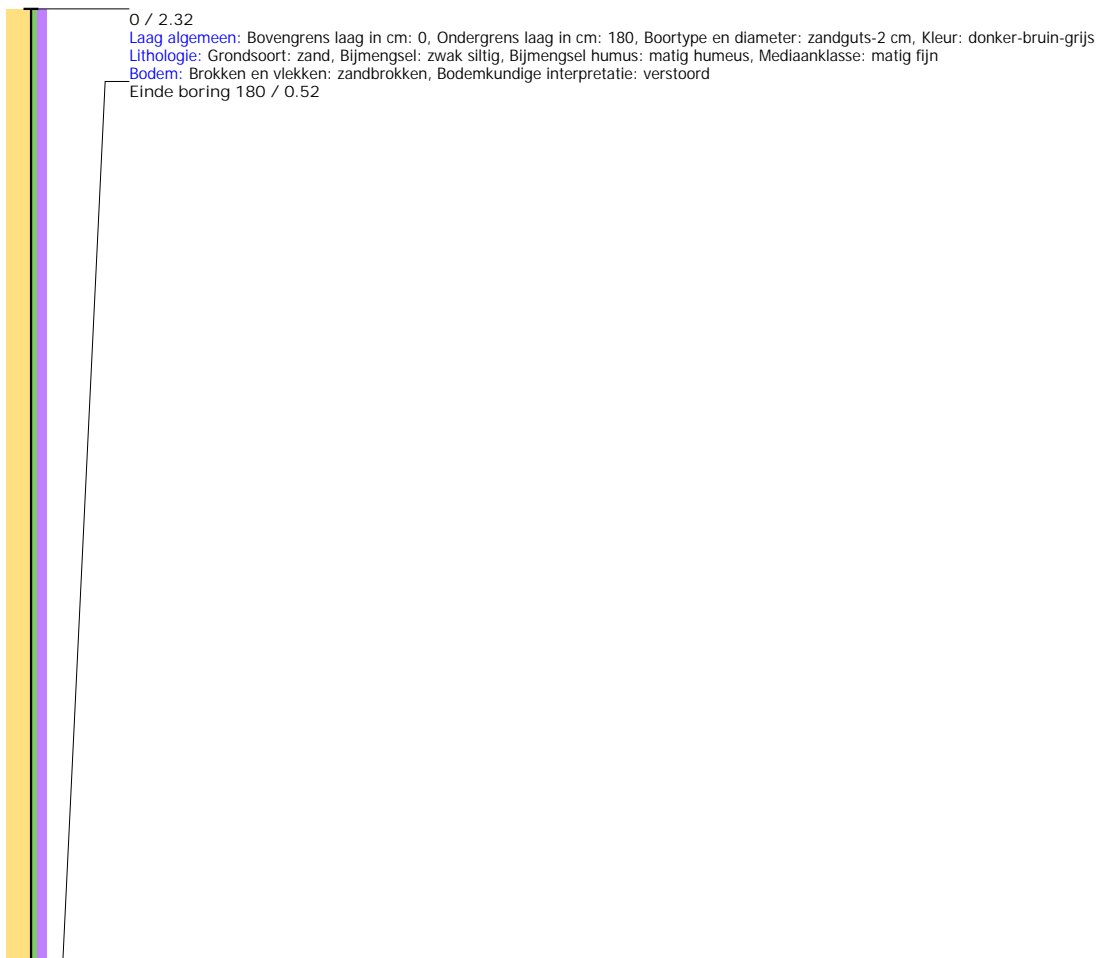 0 / 2.32
Laag algemeen: Bovengrens laag in cm: 0, Ondergrens laag in cm: 180, Boortype en diameter: zandguts-2 cm, Kleur: donker-bruin-grijs
Lithologie: Grondsoort: zand, Bijmengsel: zwak siltig, Bijmengsel humus: matig humeus, Mediaanklasse: matig fijn
Bodem: Brokken en vlekken: zandbrokken, Bodemkundige interpretatie: verstoord
Einde boring 180 / 0.52